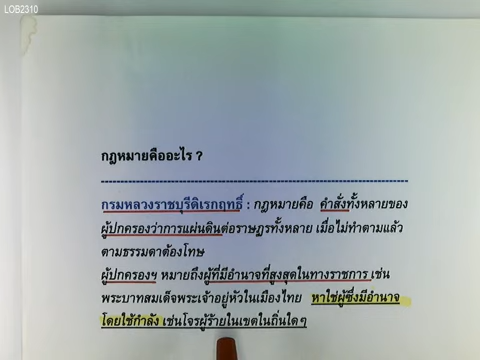 LOB2310
กฎหมายคืออะไร ?
กรมหลวงราชบุรีดิเรกฤทธิ์ : กฎหมายคือ คำสั่งทั้งหลายของ
ผู้ปกครองว่าการแผ่นดินต่อราษฎรทั้งหลาย เมื่อไม่ทำตามแล้ว
ตามธรรมดาต้องโทษ
ผู้ปกครองฯ หมายถึงผู้ที่มีอำนาจที่สูงสุดในทางราชการ เช่น
พระบาทสมเด็จพระเจ้าอยู่หัวในเมืองไทย หาใช่ผู้ซึ่งมีอำนาจ
โดยใช้กำลัง เช่นโจรผู้ร้ายในเขตในถิ่นใดๆ